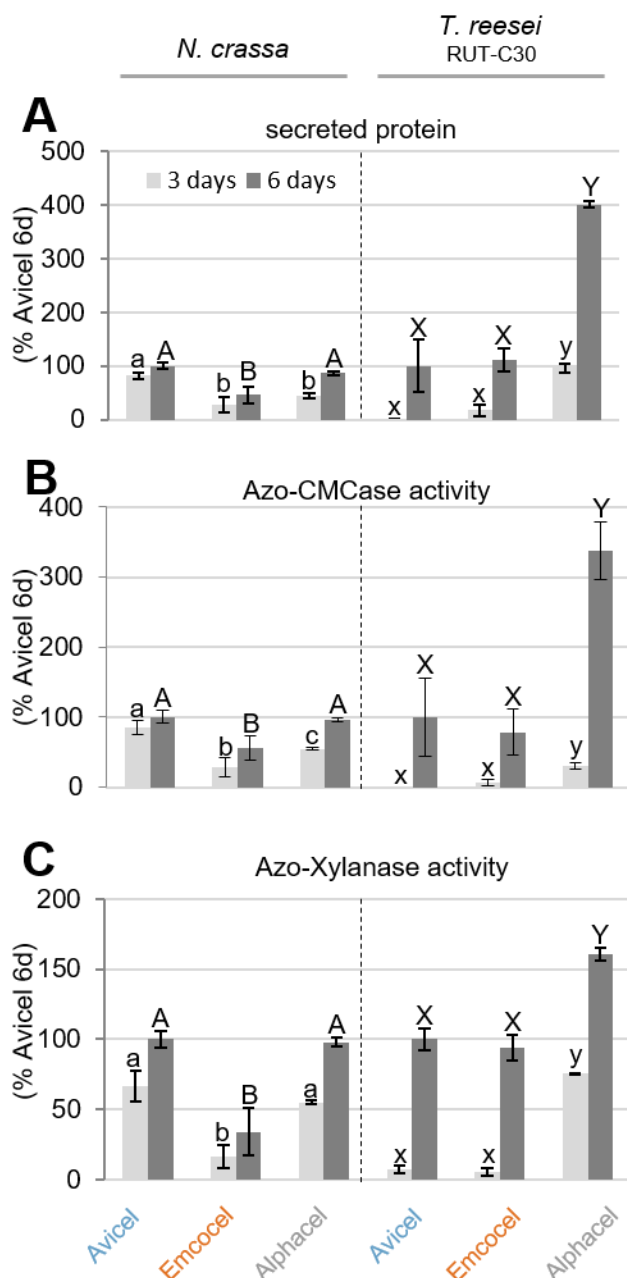 N. crassa
T. reesei
RUT-C30
A
secreted protein
(% Avicel 6d)
500
400
300
200
100
0
3 days 6 days
a A b B b A x X x X y Y
B
Azo-CMCase activity
(% Avicel 6d)
400
300
200
100
0
a A b B c A x X x X y Y
C
Azo-Xylanase activity
(% Avicel 6d)
200
150
100
50
0
a A b B a A x X x X y Y
Avicel Emcocel Alphacel Avicel Emcocel Alphacel